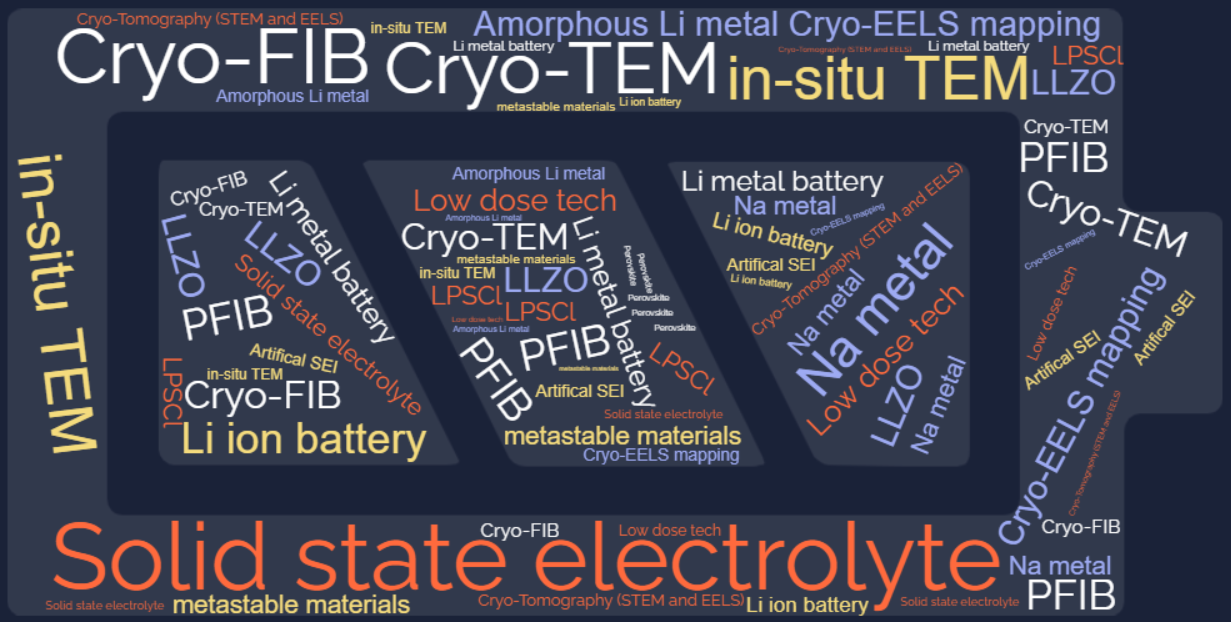 Cryo-Tomography (STEM and EELS)
in-situ TEM
Amorphous Li metal
Cryo-EELS mapping
Cryo-FIB
Li metal battery
Cryo-TEM
Cryo-Tomography (STEM and EELS)
Li metal battery
LPSCl
in-situ TEM
LLZO
Amorphous Li metal
metastable materials
Li ion battery
in-situ TEM
Cryo-FIB
Cryo-TEM
Li metal battery
LLZO
LLZO
Solid state electrolyte
PFIB
Artifical SEI
LPSCl
in-situ TEM
Cryo-FIB
Li ion battery
Amorphous Li metal
Low dose tech
Amorphous Li metal
Cryo-TEM
Li metal battery
metastable materials
in-situ TEM
LLZO
Perovskite
Perovskite
Perovskite
Perovskite
Perovskite
LPSCl
LPSCl
Low dose tech
Amorphous Li metal
PFIB
PFIB
LPSCl
metastable materials
Artifical SEI
Solid state electrolyte
metastable materials
Cryo-EELS mapping
Li metal battery
Na metal
Cryo-EELS mapping
Li ion battery
Artifical SEI
Li ion battery
Cryo-Tomography (STEM and EELS)
Na metal
Na metal
Low dose tech
LLZO
Na metal
Cryo-TEM
PFIB
Cryo-TEM
Cryo-EELS mapping
Low dose tech
Artifical SEI
Artifical SEI
Cryo-EELS mapping
Cryo-Tomography (STEM and EELS)
Cryo-FIB
Na metal
PFIB
Solid state electrolyte
Cryo-FIB
Low dose tech
Solid state electrolyte
metastable materials
Cryo-Tomography (STEM and EELS)
Li ion battery
Solid state electrolyte